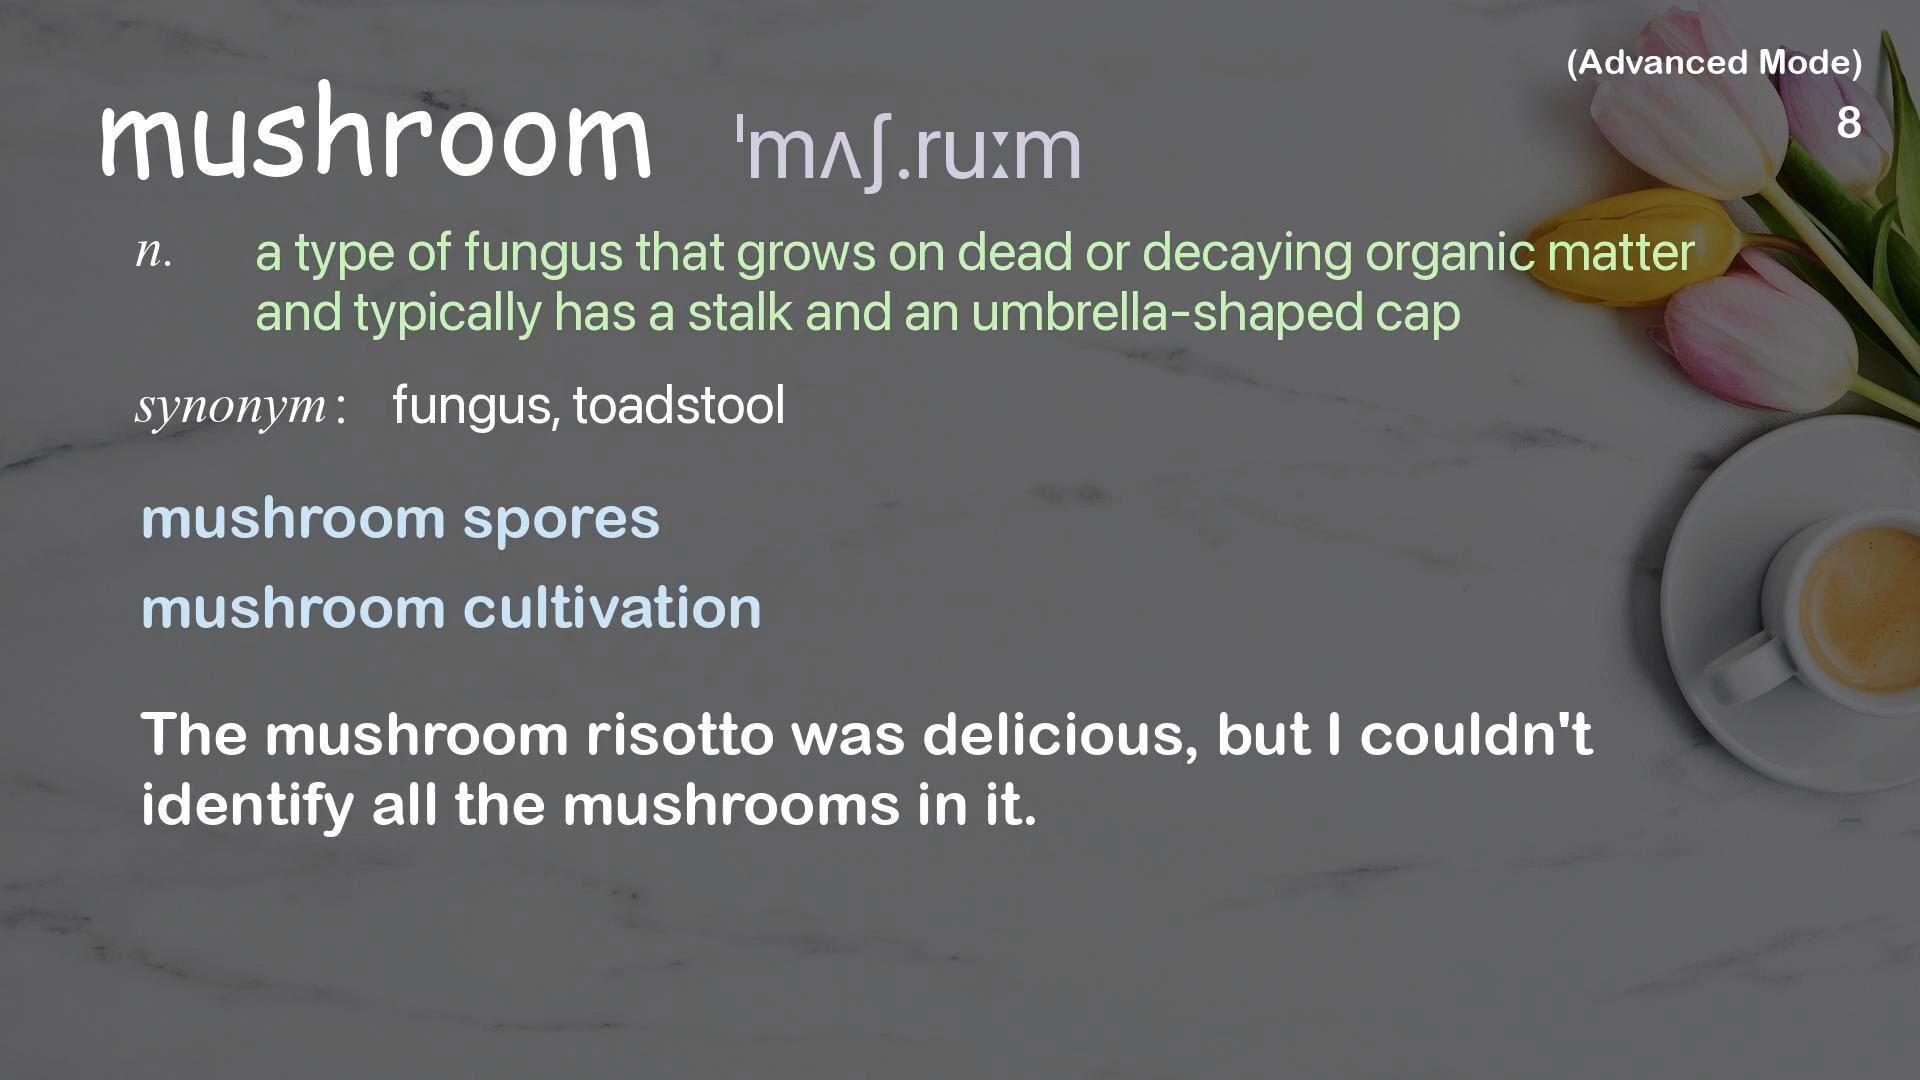 (Advanced Mode)
8
mushroom ˈmʌʃ.ruːm
n. a type of fungus that grows on dead or decaying organic matter
and typically has a stalk and an umbrella-shaped cap
synonym: fungus, toadstool
mushroom spores
mushroom cultivation
The mushroom risotto was delicious, but I couldn't
identify all the mushrooms in it.